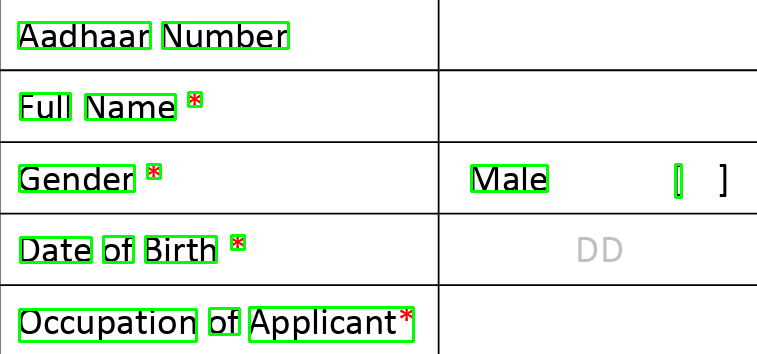 Aadhaar Number
Full Name *
Gender * Male [ ]
Date of Birth * DD
Occupation of Applicant*